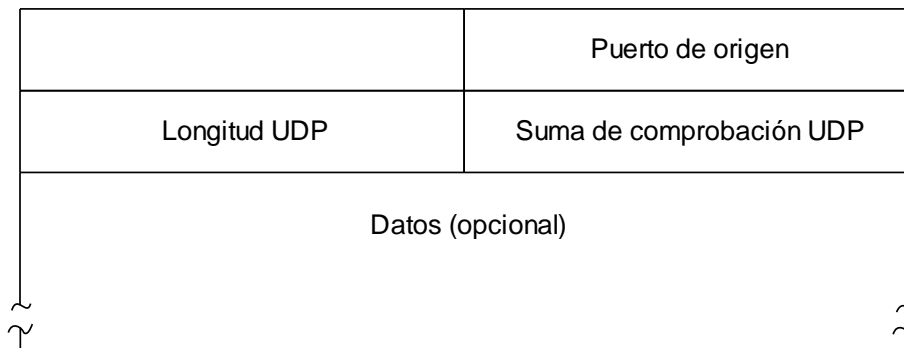 Puerto de origen
Longitud UDP
Suma de comprobación UDP
Datos (opcional)